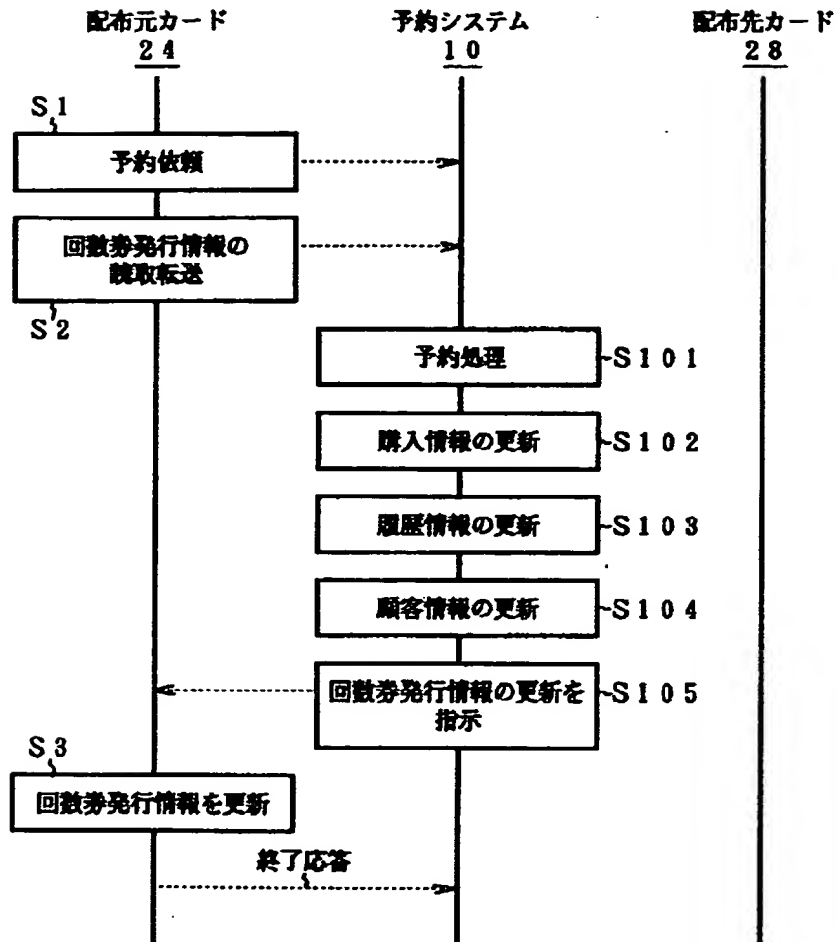 配布元カード
24
予約システム
10
配布先カード
28
S1
予約依頼
回数券発行情報の
読取転送
S2
予約処理
S101
購入情報の更新
S102
履歴情報の更新
S103
顧客情報の更新
S104
回数券発行情報の更新を
指示
S105
S3
回数券発行情報を更新
終了応答